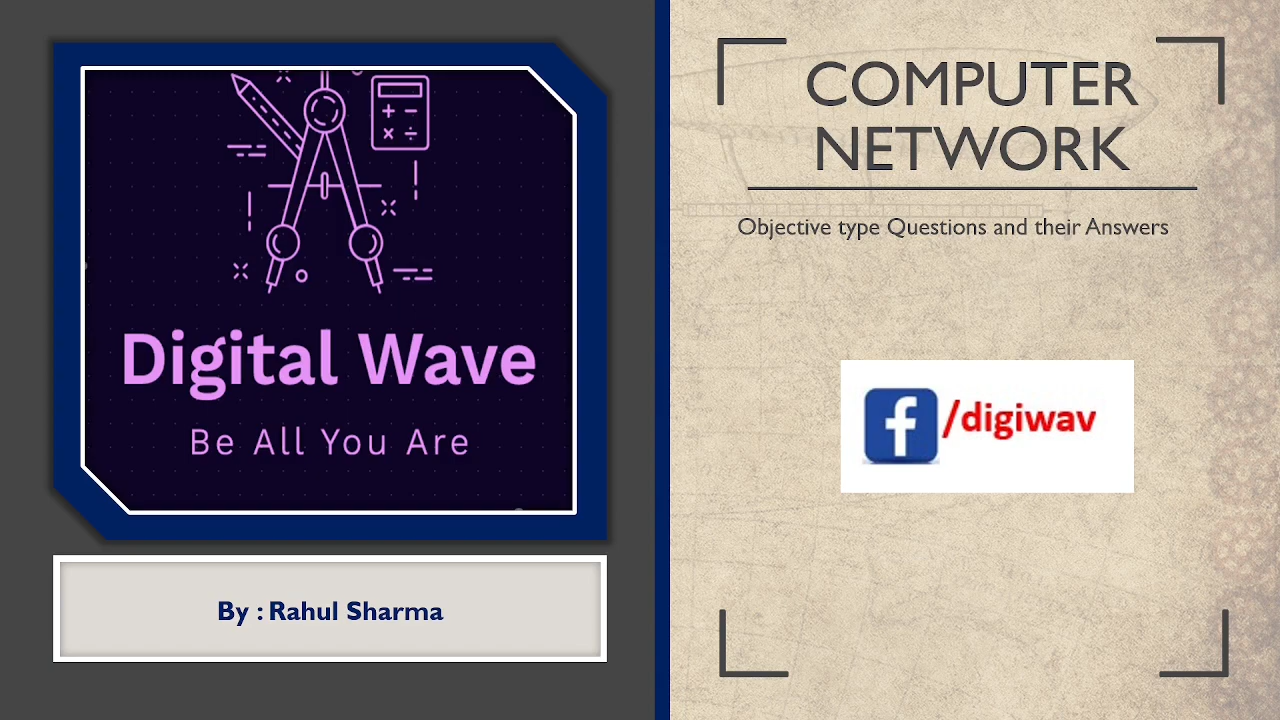 Digital Wave
Be All You Are
By : Rahul Sharma
COMPUTER
NETWORK
Objective type Questions and their Answers
f/digiwav